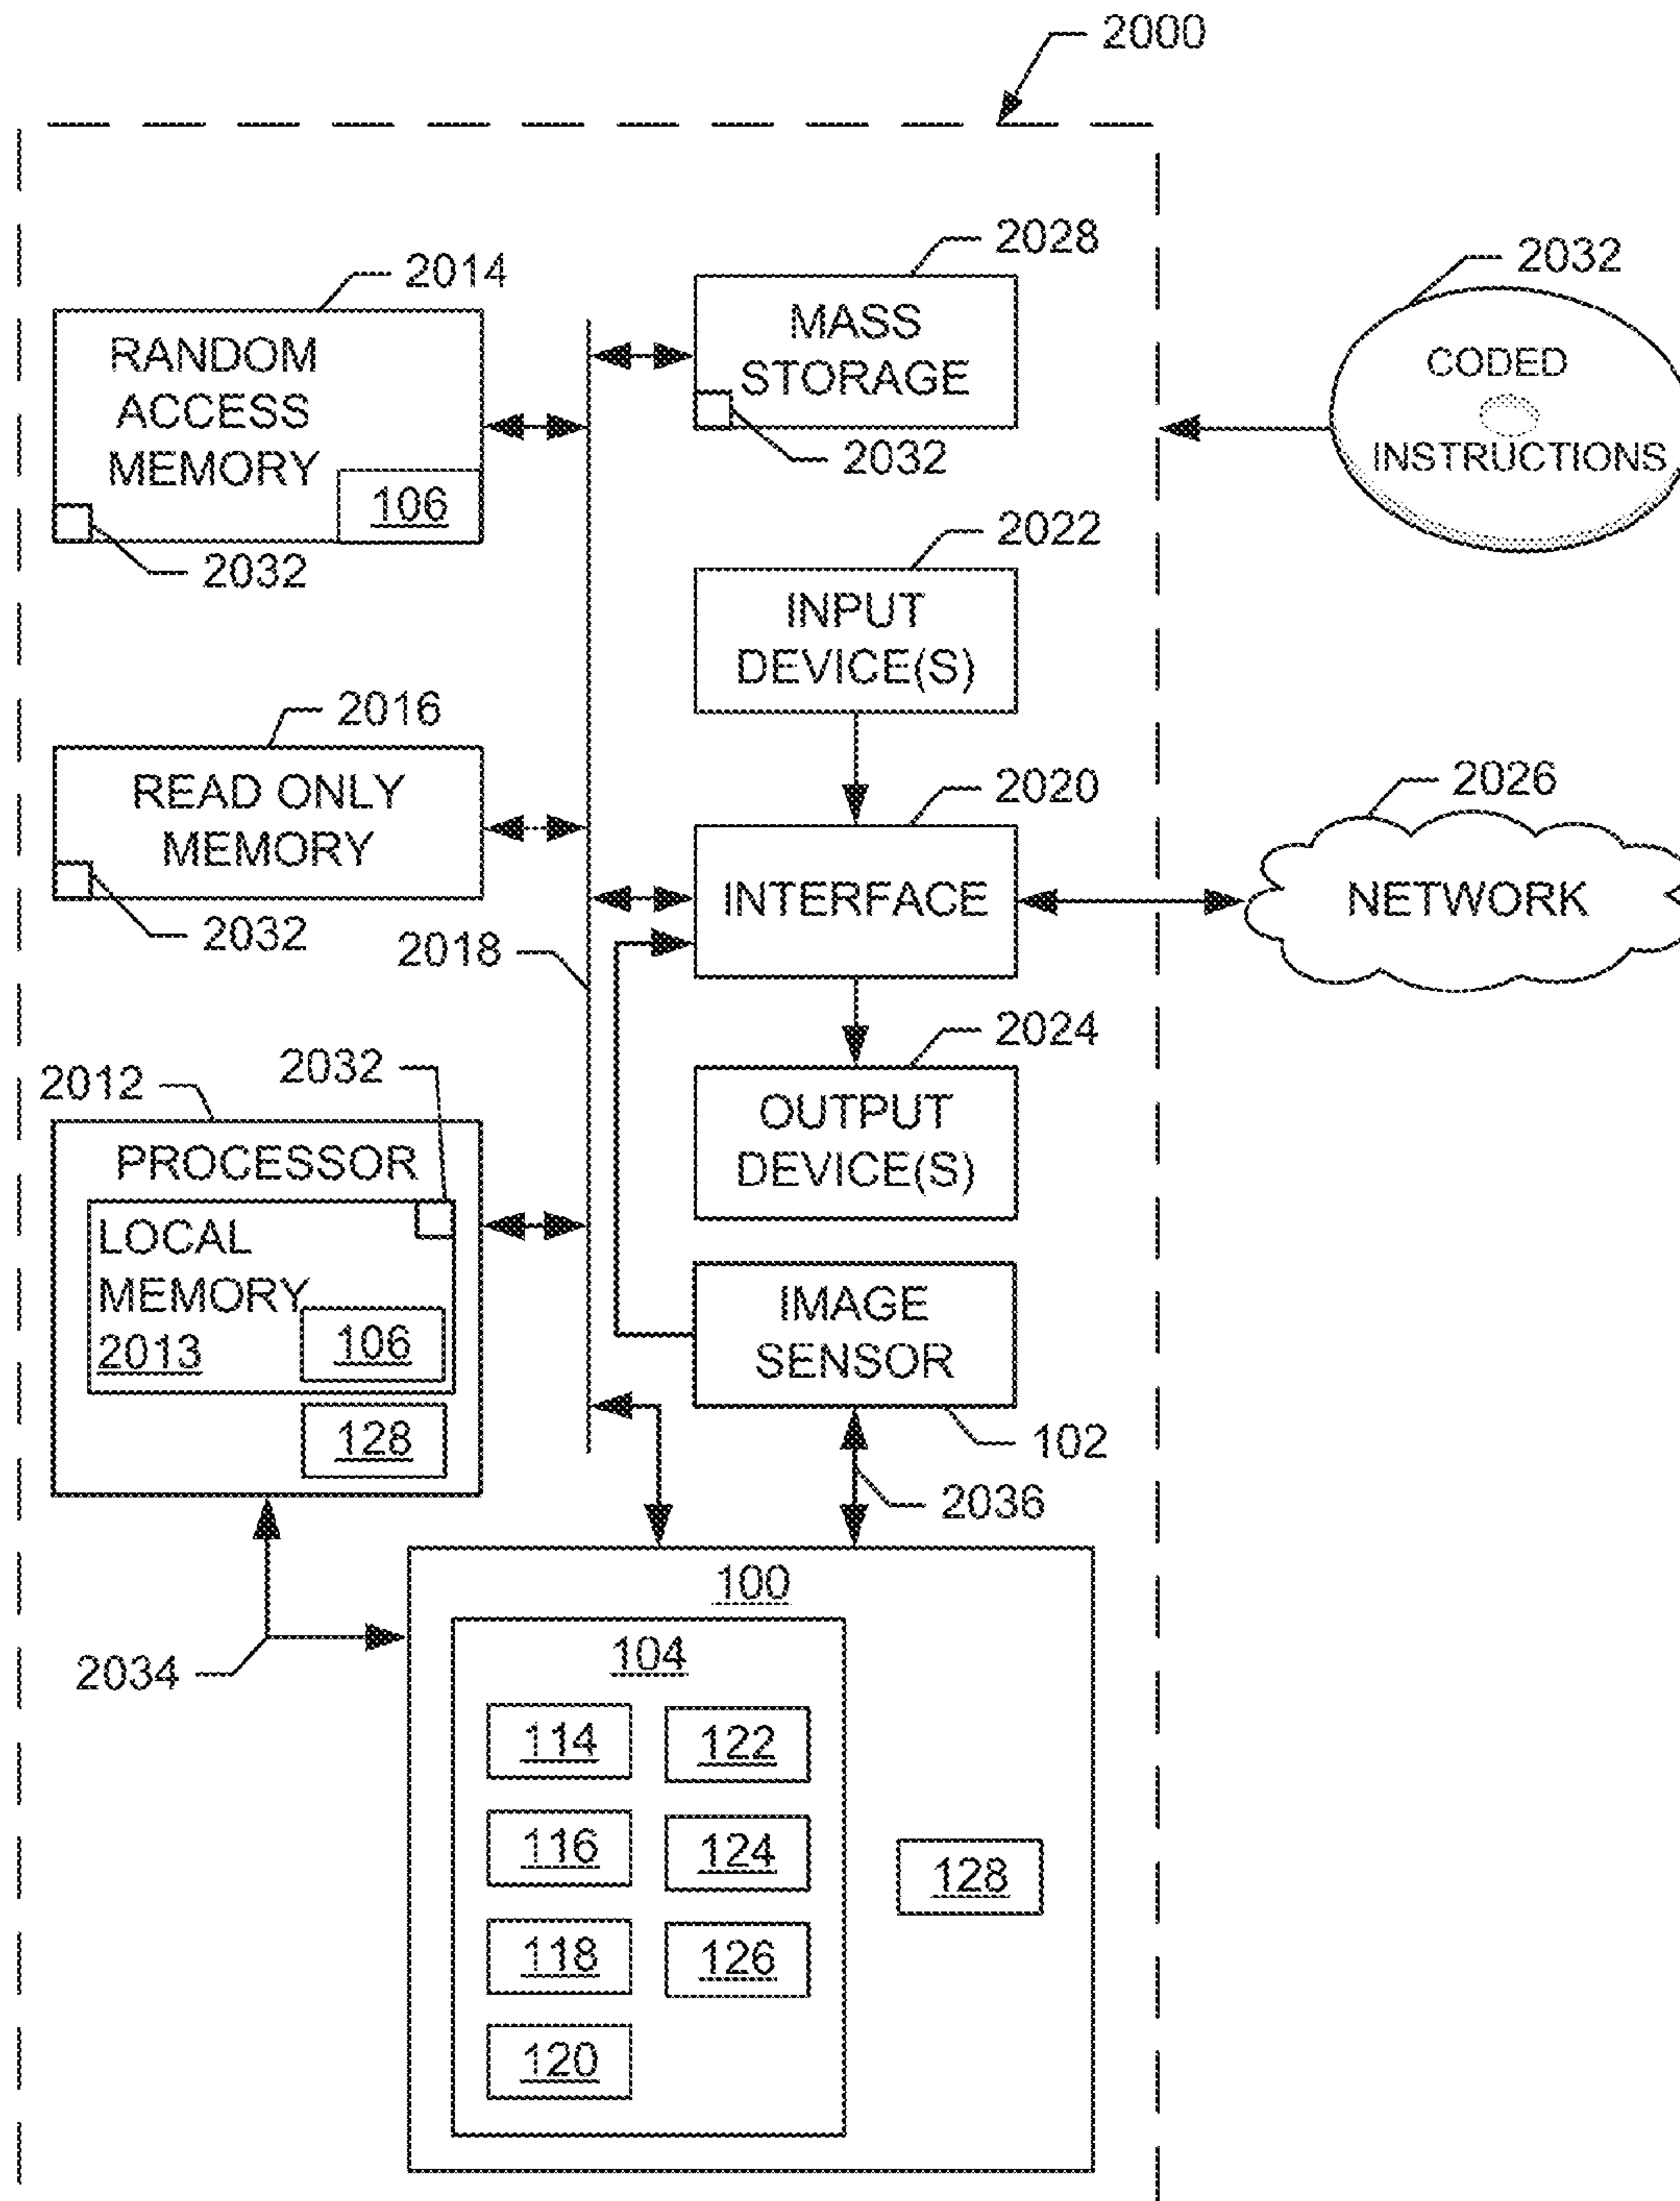 2000
2028
2014
2032
MASS
STORAGE
RANDOM
ACCESS
MEMORY
106
2032
2032
CODED
INSTRUCTIONS
2022
INPUT
DEVICE(S)
2016
READ ONLY
MEMORY
2032
2020
INTERFACE
2026
NETWORK
2018
2024
OUTPUT
DEVICE(S)
2032
2012
PROCESSOR
LOCAL
MEMORY
2013
106
128
IMAGE
SENSOR
102
2036
2034
100
104
114
122
116
124
128
118
126
120